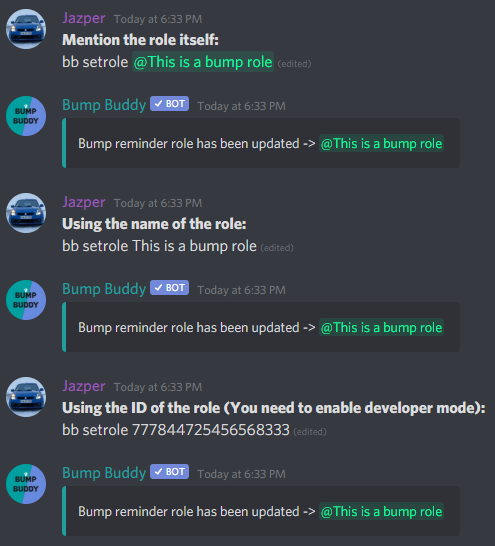 Jazper Today at 6:33 PM
Mention the role itself:
bb setrole @This is a bump role (edited)
BUMP
BUDDY
Bump Buddy ✓ BOT Today at 6:33 PM
Bump reminder role has been updated -> @This is a bump role
Jazper Today at 6:33 PM
Using the name of the role:
bb setrole This is a bump role (edited)
BUMP
BUDDY
Bump Buddy ✓ BOT Today at 6:33 PM
Bump reminder role has been updated -> @This is a bump role
Jazper Today at 6:33 PM
Using the ID of the role (You need to enable developer mode):
bb setrole 777844725456568333 (edited)
BUMP
BUDDY
Bump Buddy ✓ BOT Today at 6:33 PM
Bump reminder role has been updated -> @This is a bump role